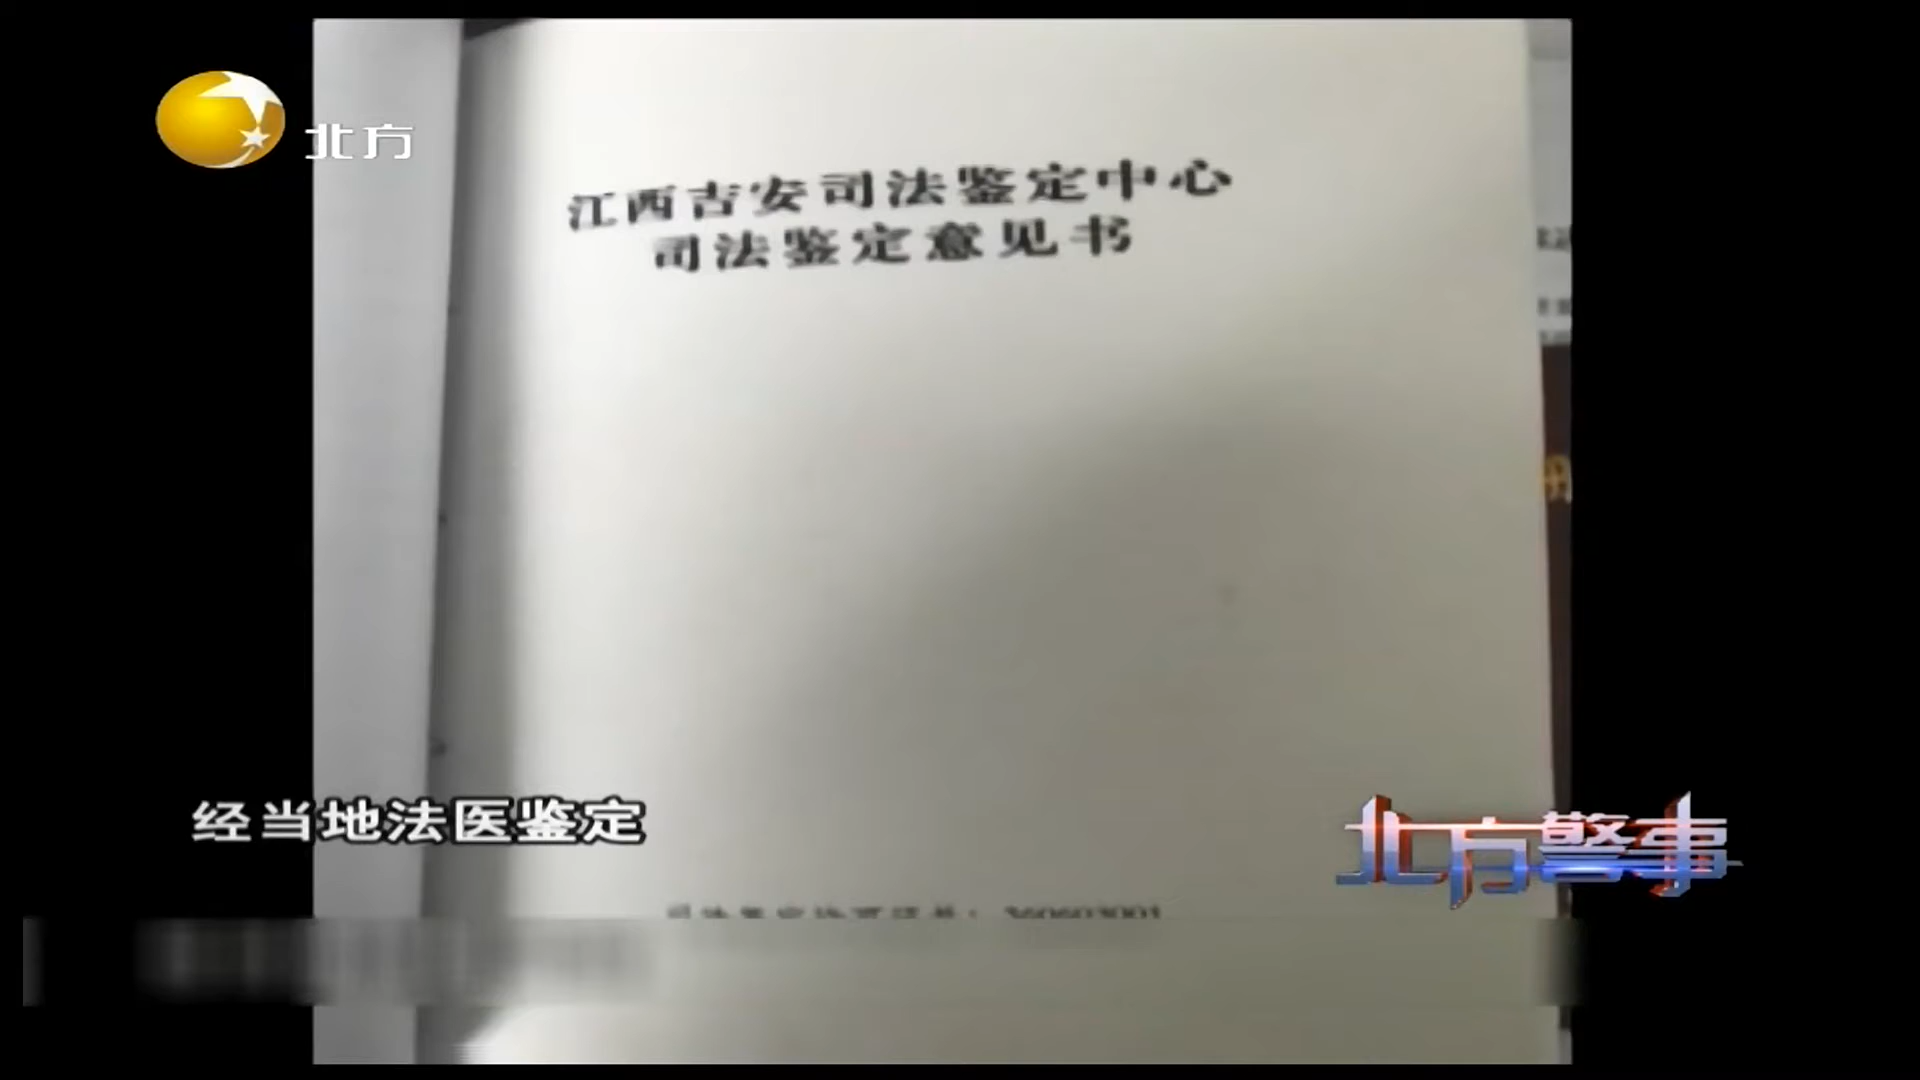 北方
江西吉安司法鉴定中心
司法鉴定意见书
经当地法医鉴定
北方警事